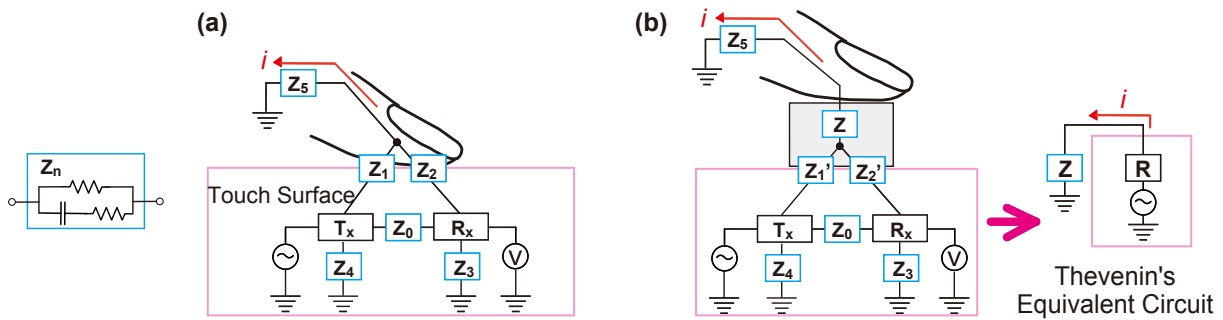 (a)
i
Z5
Z1
Z2
Touch Surface
Tx
Z0
Rx
Z4
Z3
V
Zn
(b)
i
Z5
Z
Z1'
Z2'
Tx
Z0
Rx
Z4
Z3
V
i
Z
R
Thevenin's
Equivalent Circuit